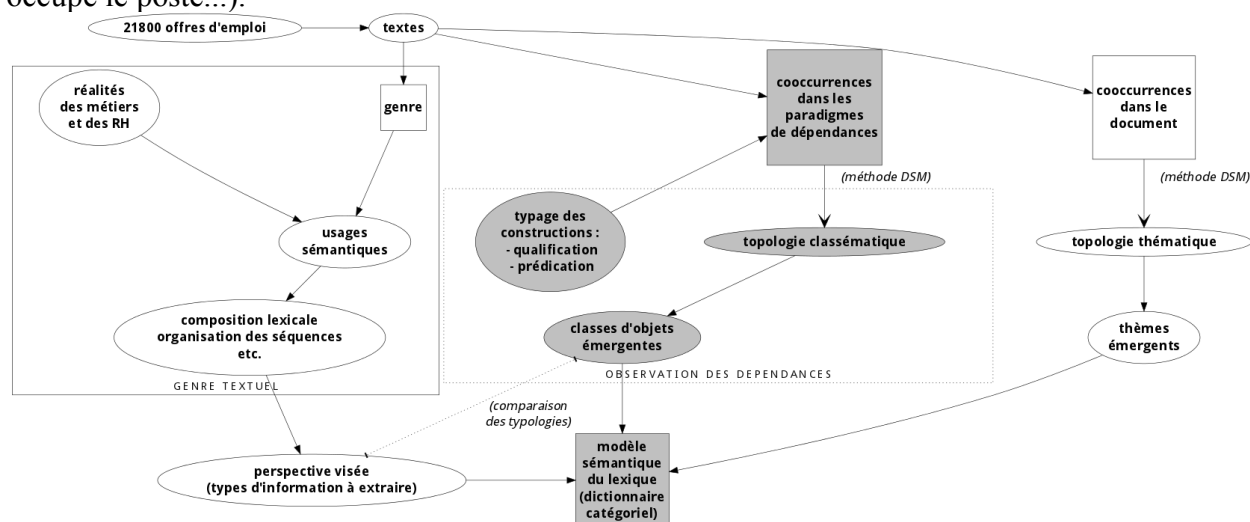 occupe le poste...).
21800 offres d'emploi
textes
réalités
des métiers
et des RH
genre
cooccurrences
dans les
paradigmes
de dépendances
cooccurrences
dans le
document
(méthode DSM)
(méthode DSM)
typage des
constructions :
- qualification
- prédication
usages
sémantiques
topologie classématique
topologie thématique
composition lexicale
organisation des séquences
etc.
classes d'objets
émergentes
thèmes
émergents
GENRE TEXTUEL
OBSERVATION DES DEPENDANCES
(comparaison
des typologies)
perspective visée
(types d'information à extraire)
modèle
sémantique
du lexique
(dictionnaire
catégoriel)